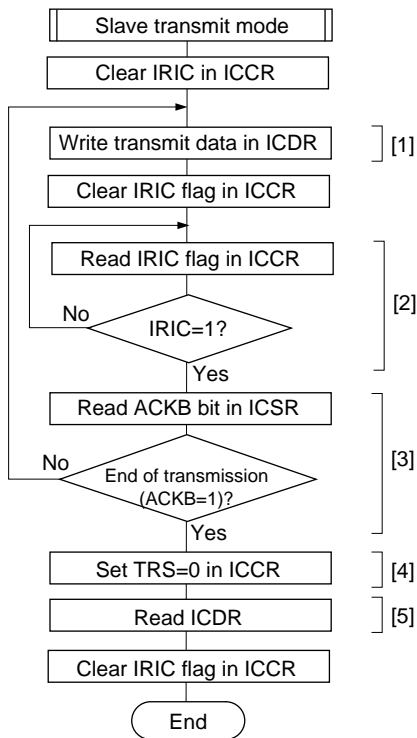 Slave transmit mode
Clear IRIC in ICCR
Write transmit data in ICDR
[1]
Clear IRIC flag in ICCR
Read IRIC flag in ICCR
[2]
No
IRIC=1?
Yes
Read ACKB bit in ICSR
[3]
No
End of transmission
(ACKB=1)?
Yes
Set TRS=0 in ICCR
[4]
Read ICDR
[5]
Clear IRIC flag in ICCR
End